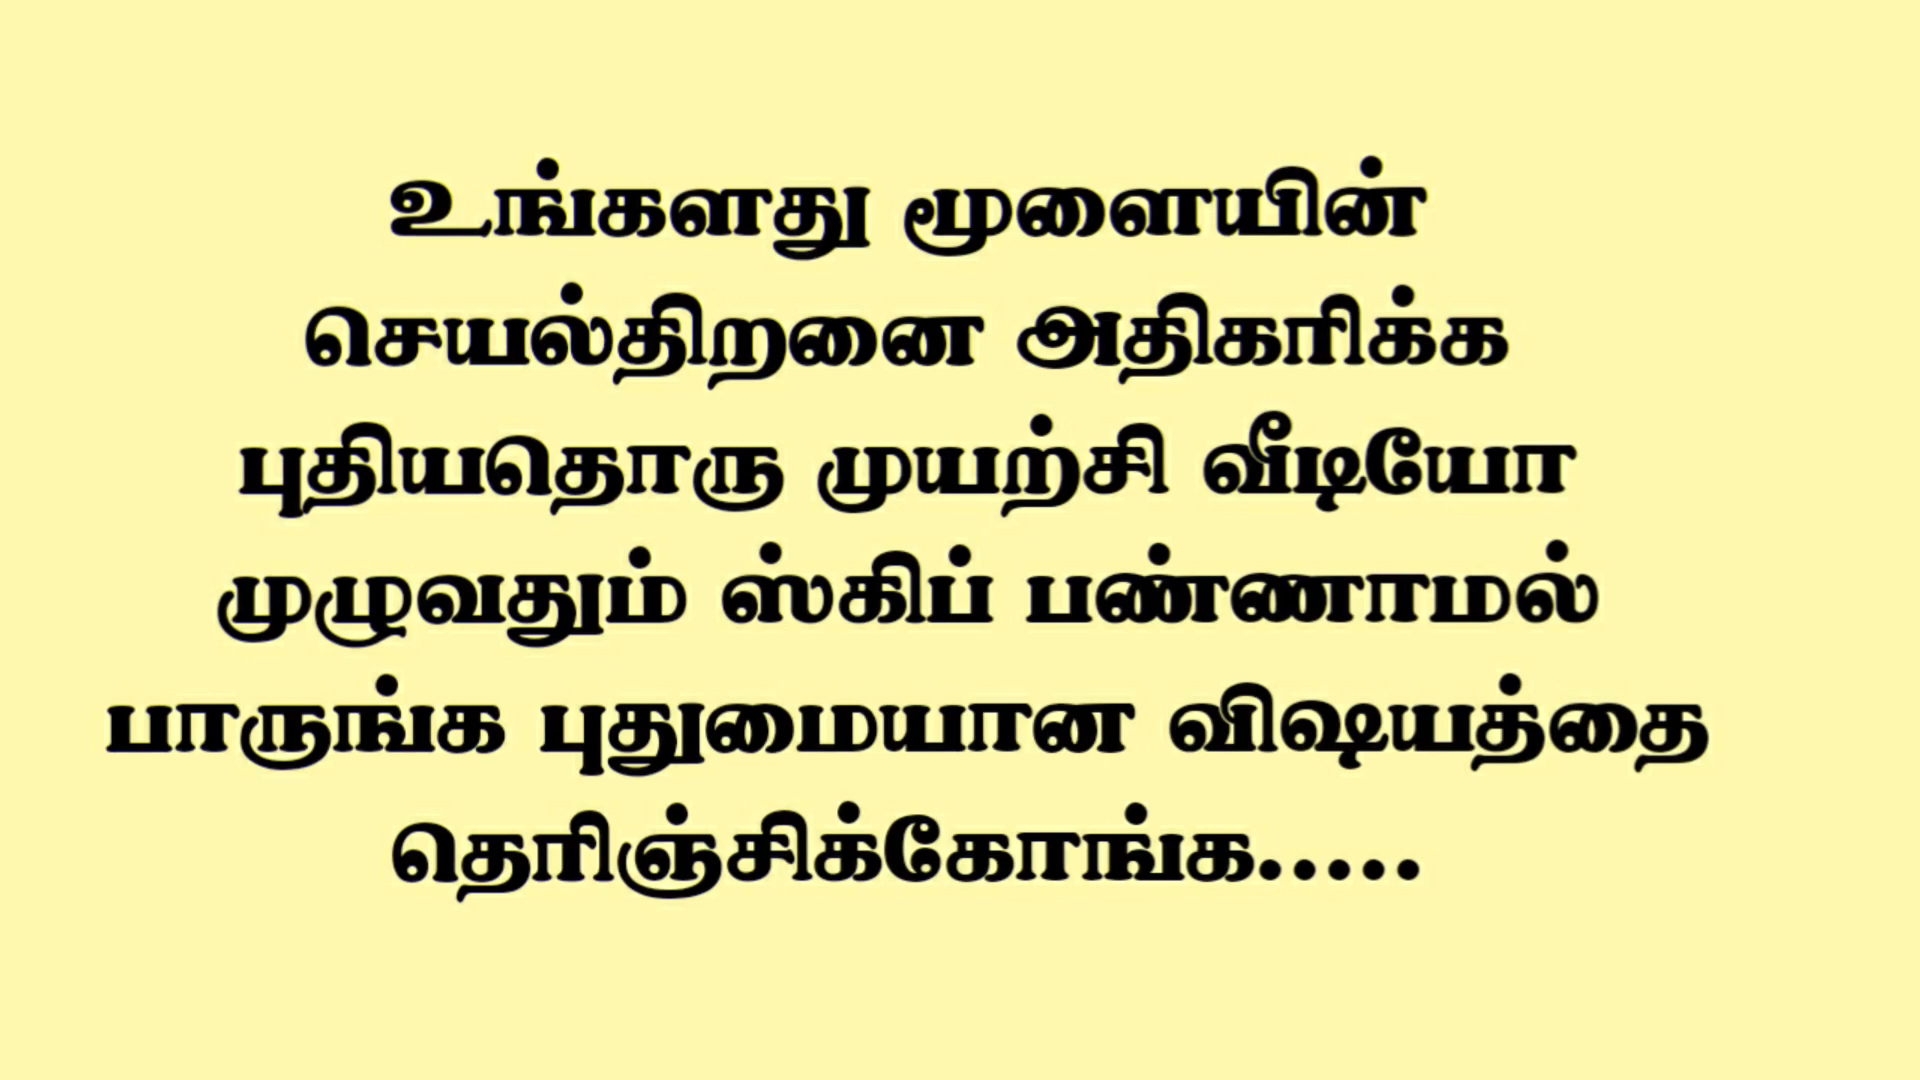 உங்களது மூளையின்
செயல்திறனை அதிகரிக்க
புதியதொரு முயற்சி வீடியோ
முழுவதும் ஸ்கிப் பண்ணாமல்
பாருங்க புதுமையான விஷயத்தை
தெரிஞ்சிக்கோங்க.....